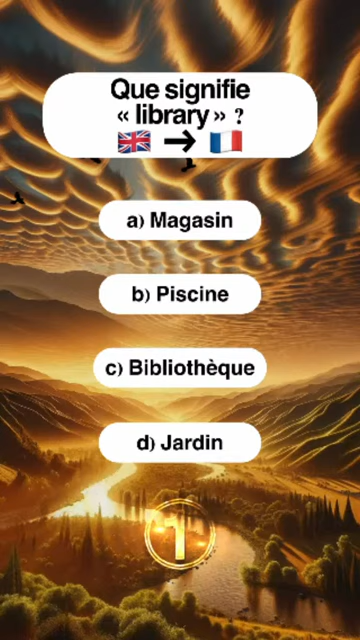 Que signifie
« library » ?
🇬🇧 → 🇫🇷
a) Magasin
b) Piscine
c) Bibliothèque
d) Jardin
1